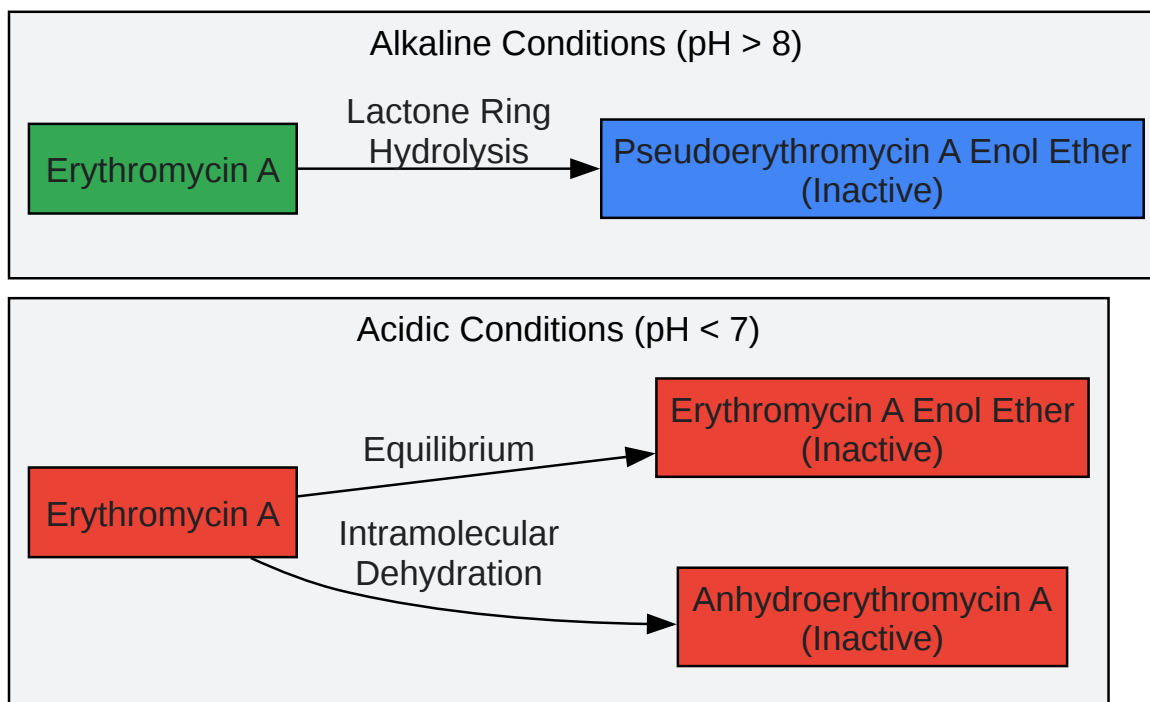 Alkaline Conditions (pH > 8)
Lactone Ring
Hydrolysis
Erythromycin A
Pseudoerythromycin A Enol Ether
(Inactive)
Acidic Conditions (pH < 7)
Erythromycin A Enol Ether
(Inactive)
Equilibrium
Erythromycin A
Intramolecular
Dehydration
Anhydroerythromycin A
(Inactive)